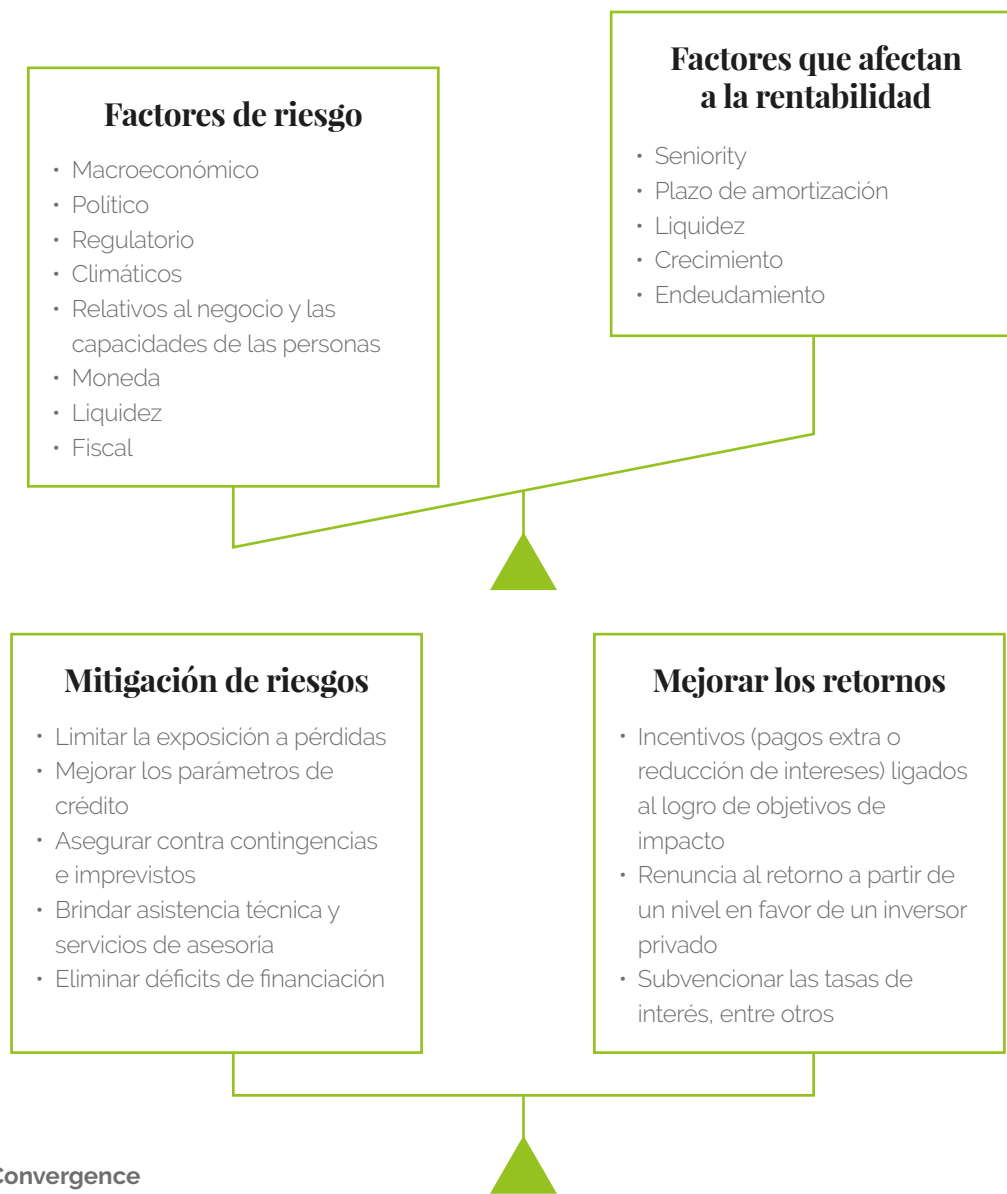 Factores de riesgo
• Macroeconómico
• Político
• Regulatorio
• Climáticos
• Relativos al negocio y las
capacidades de las personas
• Moneda
• Liquidez
• Fiscal
Factores que afectan
a la rentabilidad
• Seniority
• Plazo de amortización
• Liquidez
• Crecimiento
• Endeudamiento
Mitigación de riesgos
• Limitar la exposición a pérdidas
• Mejorar los parámetros de
crédito
• Asegurar contra contingencias
e imprevistos
• Brindar asistencia técnica y
servicios de asesoría
• Eliminar déficits de financiación
Mejorar los retornos
• Incentivos (pagos extra o
reducción de intereses) ligados
al logro de objetivos de
impacto
• Renuncia al retorno a partir de
un nivel en favor de un inversor
privado
• Subvencionar las tasas de
interés, entre otros
Convergence